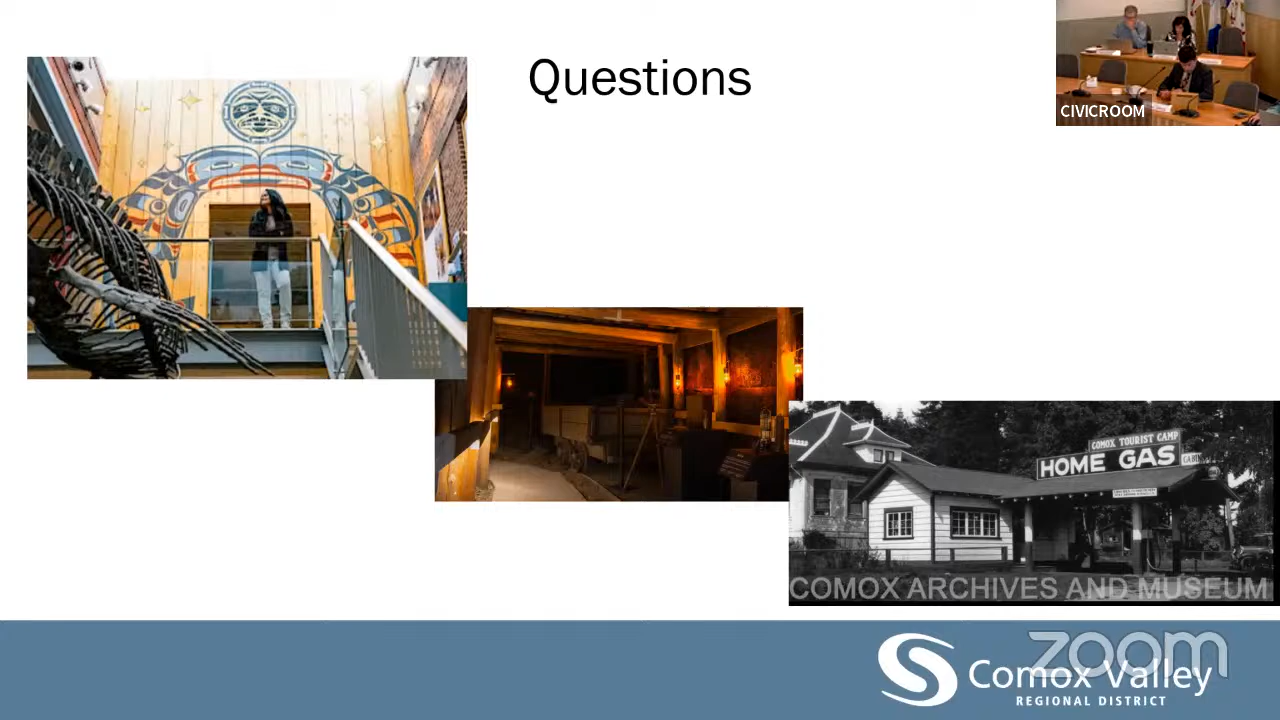 Questions
CIVICROOM
COMOX TOURIST CAMP
HOME GAS
COMOX ARCHIVES AND MUSEUM
zoom
Comox Valley
REGIONAL DISTRICT